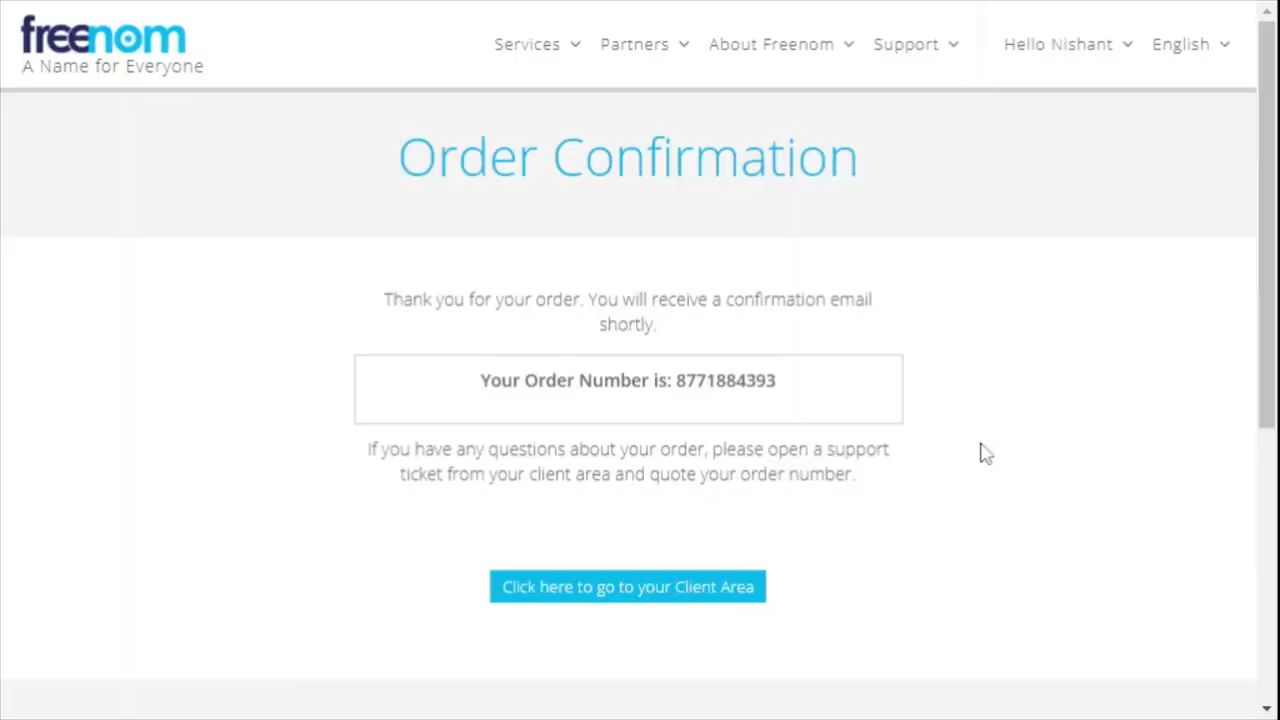 freenom
A Name for Everyone
Services Partners About Freenom Support Hello Nishant English
Order Confirmation
Thank you for your order. You will receive a confirmation email
shortly.
Your Order Number is: 8771884393
If you have any questions about your order, please open a support
ticket from your client area and quote your order number.
Click here to go to your Client Area